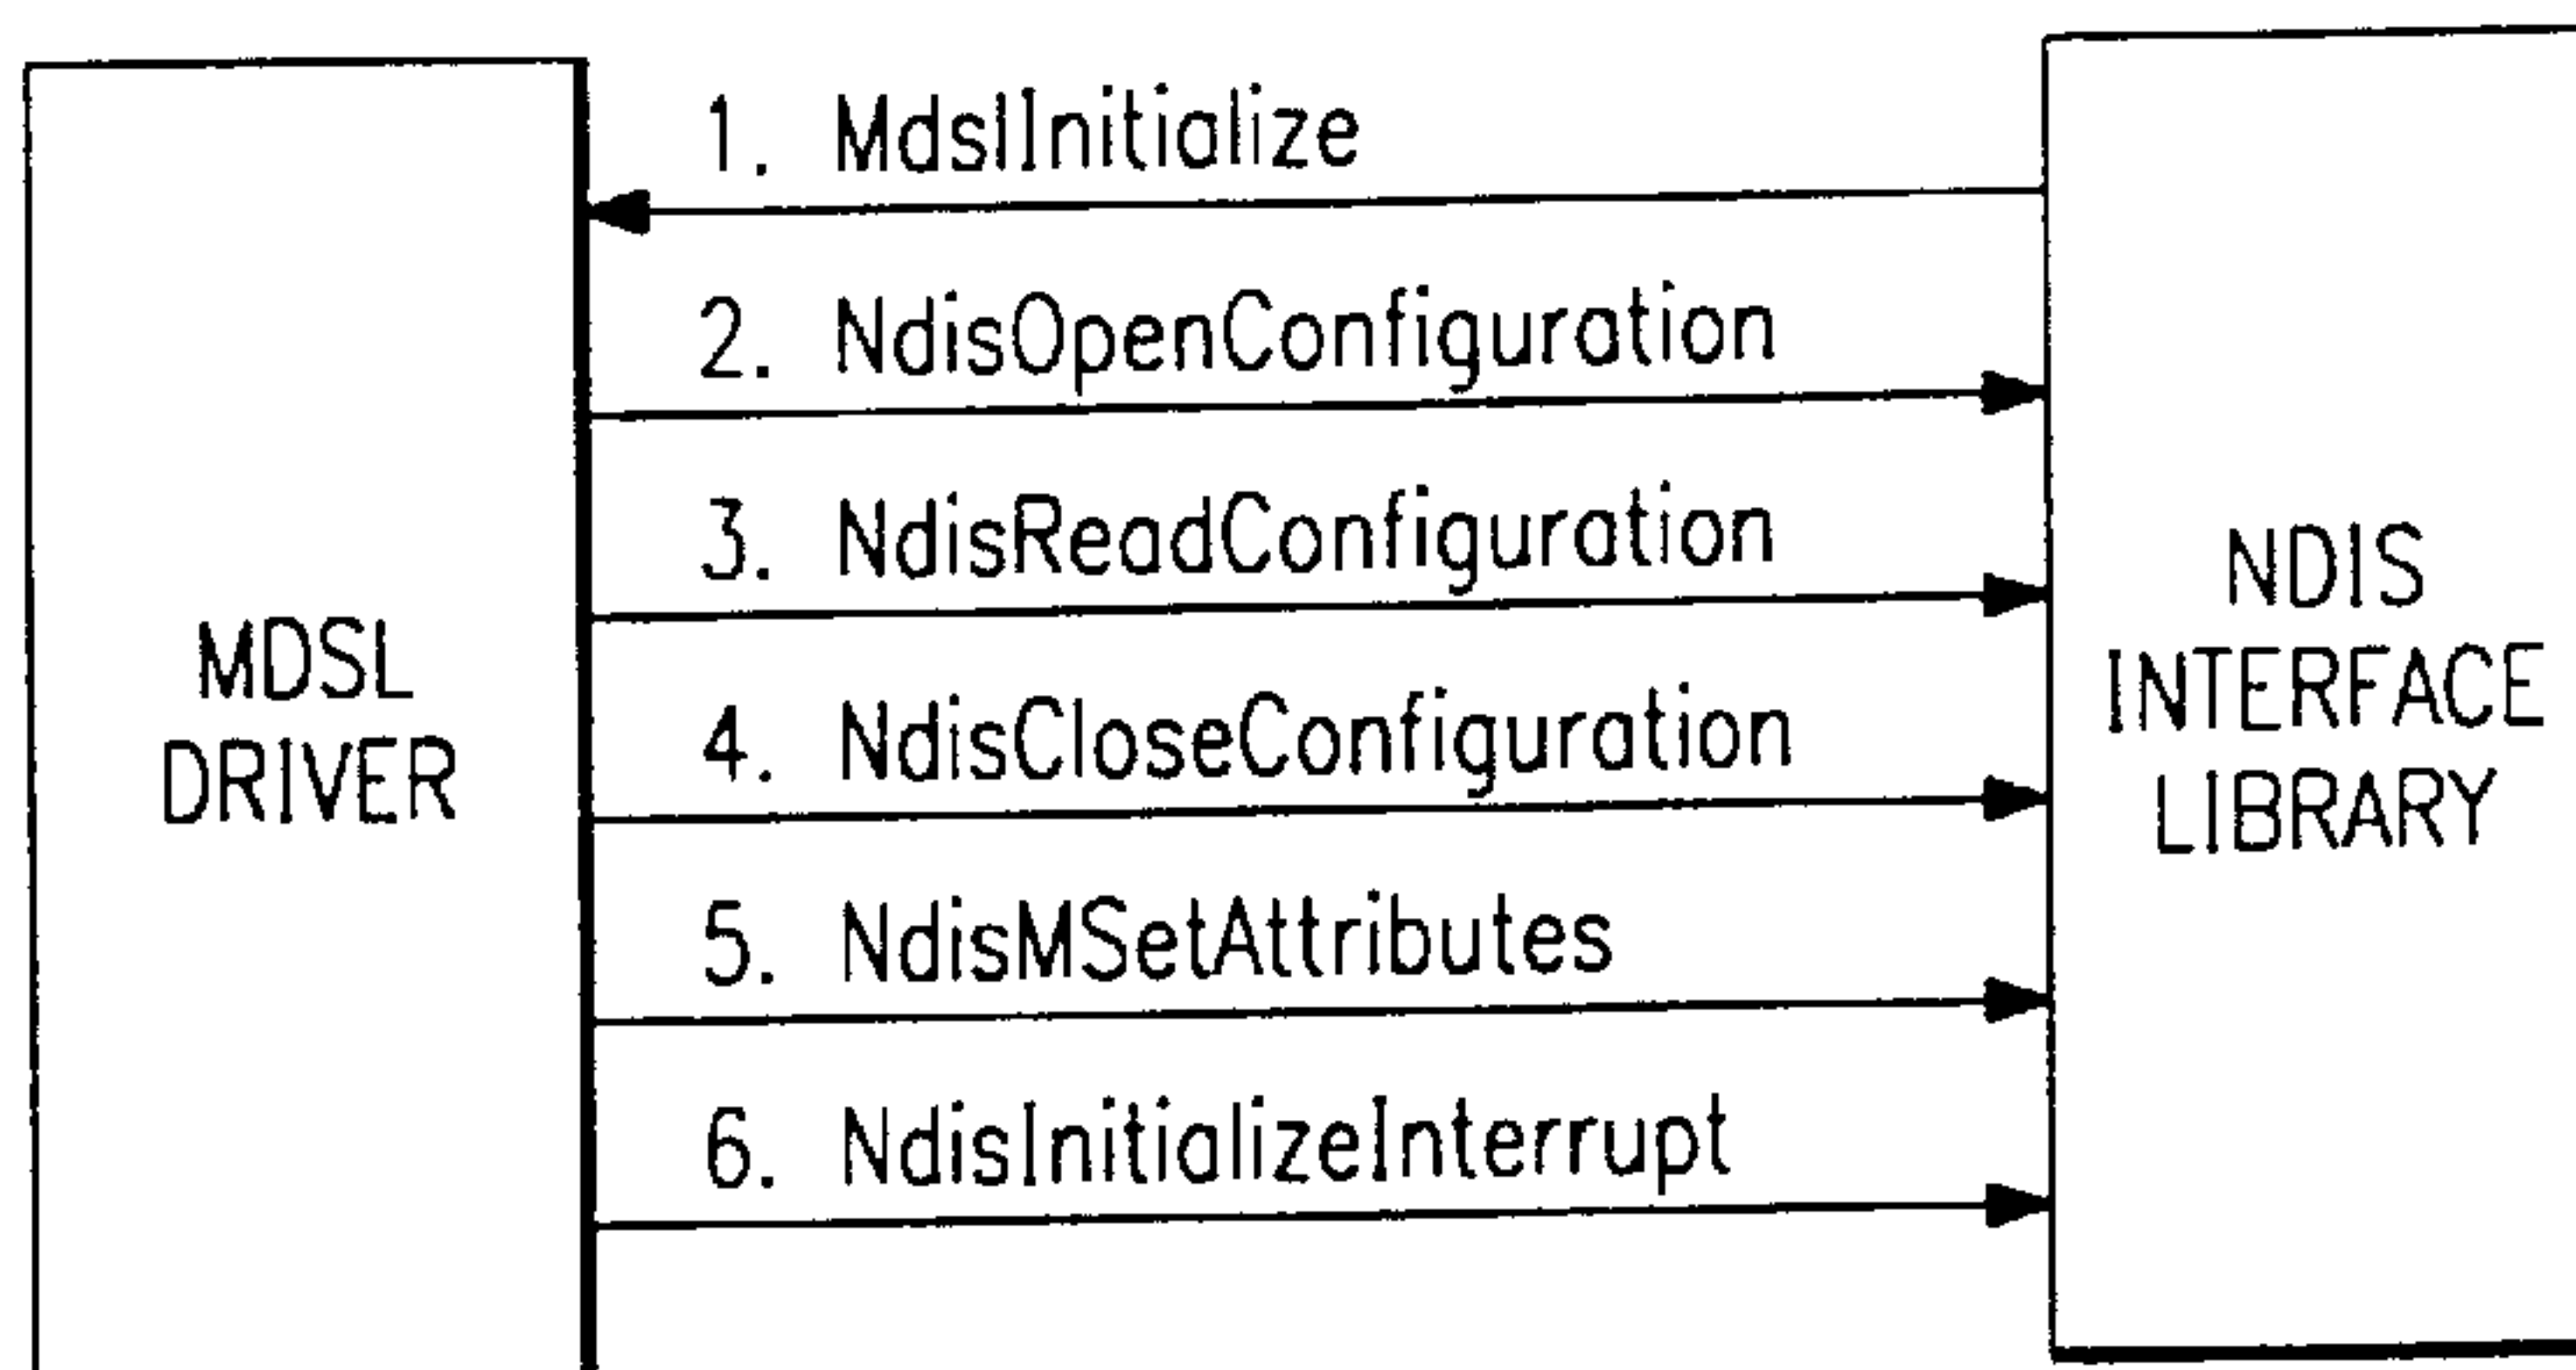 1. MdslInitialize
2. NdisOpenConfiguration
3. NdisReadConfiguration
4. NdisCloseConfiguration
5. NdisMSetAttributes
6. NdisInitializeInterrupt
MDSL
DRIVER
NDIS
INTERFACE
LIBRARY